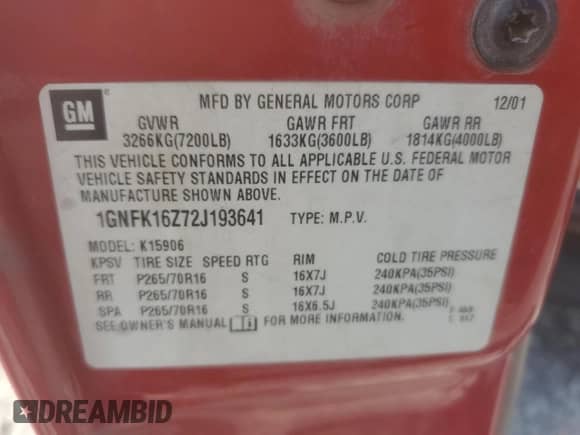 GM
MFD BY GENERAL MOTORS CORP 12/01
GVWR GAWR FRT GAWR RR
3266KG(7200LB) 1633KG(3600LB) 1814KG(4000LB)
THIS VEHICLE CONFORMS TO ALL APPLICABLE U.S. FEDERAL MOTOR
VEHICLE SAFETY STANDARDS IN EFFECT ON THE DATE OF
MANUFACTURE SHOWN ABOVE.
1GNFK16Z72J193641 TYPE: M.P.V.
MODEL: K15906
KPSV TIRE SIZE SPEED RTG RIM COLD TIRE PRESSURE
FRT P265/70R16 S 16X7J 240KPA(35PSI)
RR P265/70R16 S 16X7J 240KPA(35PSI)
SPA P265/70R16 S 16X6.5J 240KPA(35PSI)
SEE OWNER'S MANUAL FOR MORE INFORMATION.
DREAMBID